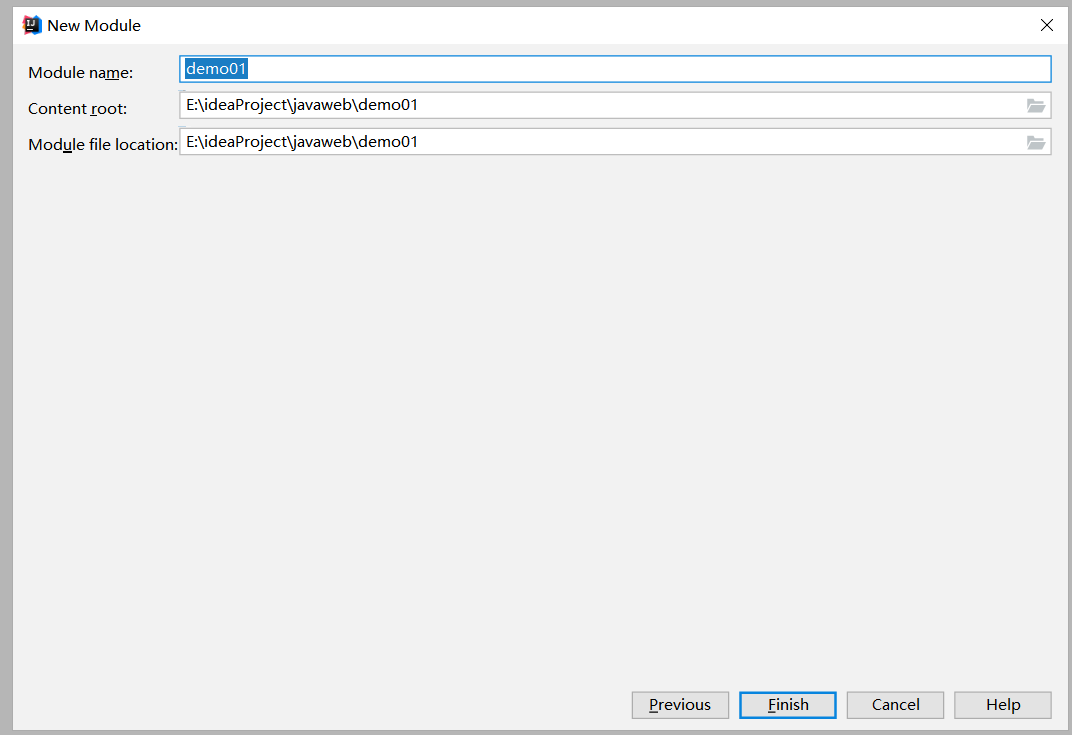 New Module
Module name: demo01
Content root: E:\ideaProject\javaweb\demo01
Module file location: E:\ideaProject\javaweb\demo01
Previous Finish Cancel Help